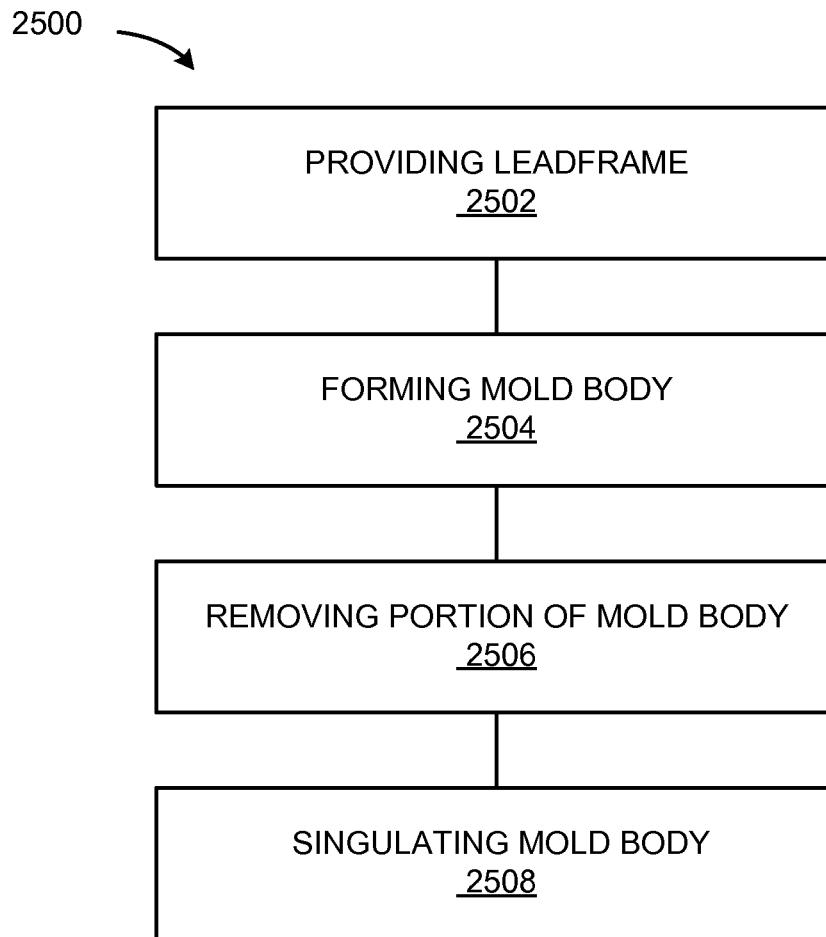 2500
PROVIDING LEADFRAME
2502
FORMING MOLD BODY
2504
REMOVING PORTION OF MOLD BODY
2506
SINGULATING MOLD BODY
2508